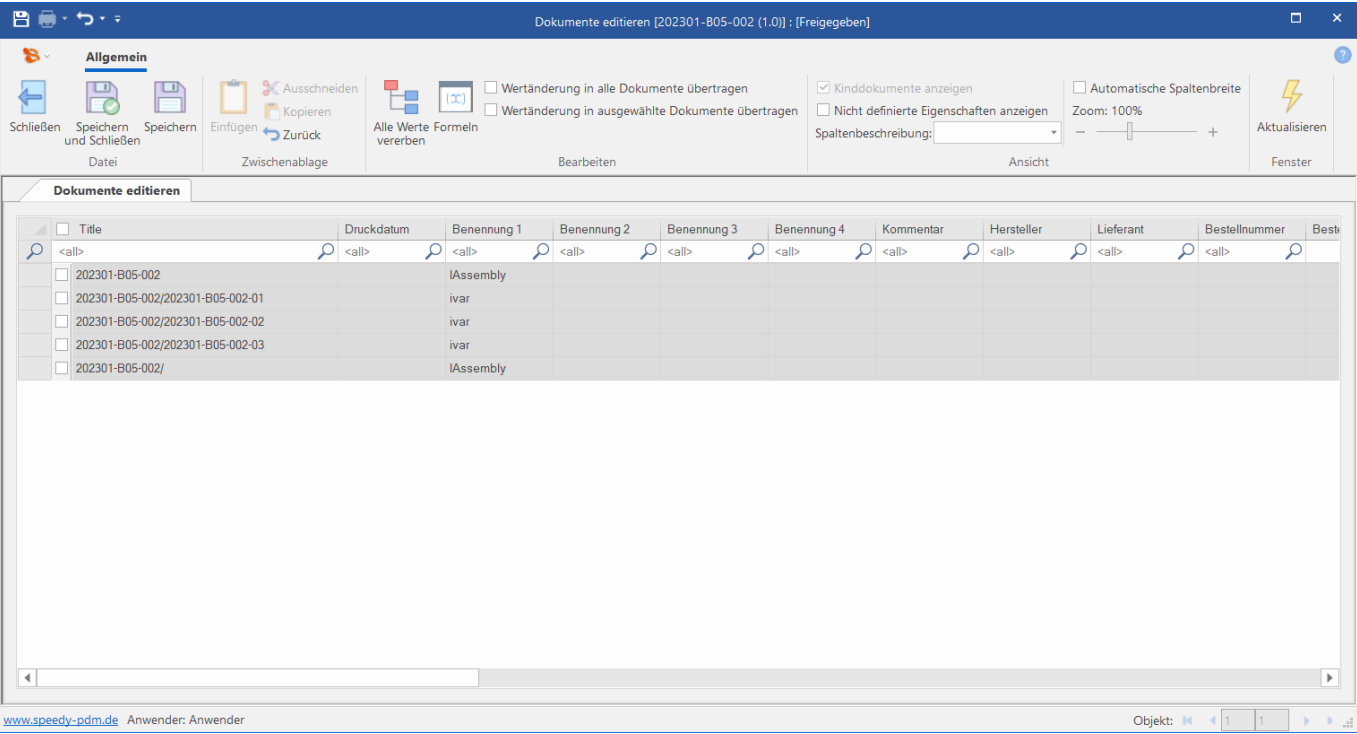 Dokumente editieren [202301-B05-002 (1.0)] : [Freigegeben]
Allgemein
Schließen
Speichern und Schließen
Speichern
Datei
Einfügen
Ausschneiden
Kopieren
Zurück
Zwischenablage
Alle Werte vererben
Formeln
(x)
Wertänderung in alle Dokumente übertragen
Wertänderung in ausgewählte Dokumente übertragen
Bearbeiten
Kinddokumente anzeigen
Nicht definierte Eigenschaften anzeigen
Spaltenbeschreibung:
Automatische Spaltenbreite
Zoom: 100%
Ansicht
Aktualisieren
Fenster
Dokumente editieren
Title Druckdatum Benennung 1 Benennung 2 Benennung 3 Benennung 4 Kommentar Hersteller Lieferant Bestellnummer Beste
<all> <all> <all> <all> <all> <all> <all> <all> <all> <all>
202301-B05-002 IAssembly
202301-B05-002/202301-B05-002-01 ivar
202301-B05-002/202301-B05-002-02 ivar
202301-B05-002/202301-B05-002-03 ivar
202301-B05-002/ IAssembly
www.speedy-pdm.de Anwender: Anwender Objekt: 1 1